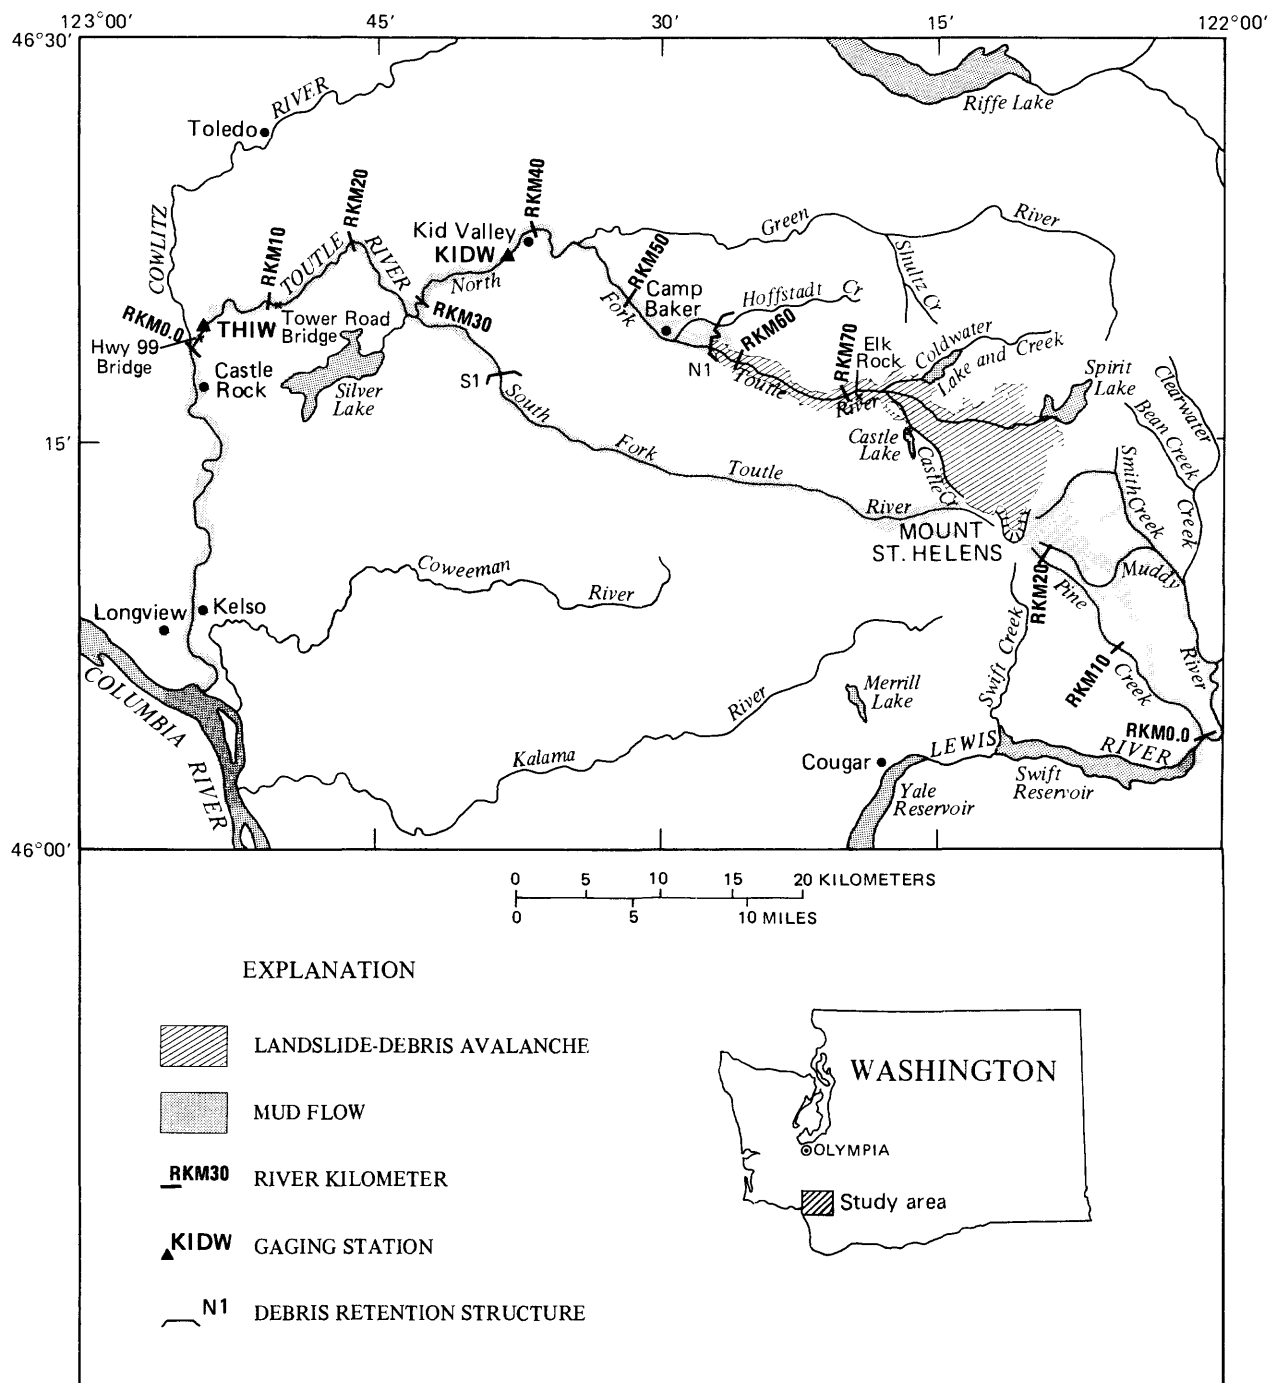 123°00′
45′
30′
15′
122°00′
46°30′
RIVER
Toledo
Riffe Lake
COWLITZ
RKM10
TOUTLE
RKM20
RIVER
Kid Valley
KIDW
RKM40
North
Green
River
Fork
RKM50
Camp
Baker
Hoffstadt Cr
Shultz Cr
RKM0.0
THIW
Tower Road
Bridge
RKM30
Hwy 99
Bridge
Castle
Rock
Silver
Lake
S1
N1
RKM60
Toutle
RKM70
Elk
Rock
River
Coldwater
Lake and Creek
Spirit
Lake
Clearwater
Creek
Bean Creek
15′
South
Fork
Toutle
River
Castle
Lake
Castle Cr
Smith Creek
MOUNT
ST. HELENS
Coweeman
River
RKM20
Pine
Creek
Muddy
River
Longview
Kelso
Swift Creek
RKM10
COLUMBIA
RIVER
Merrill
Lake
River
Kalama
RKM0.0
Cougar
LEWIS
RIVER
Yale
Reservoir
Swift
Reservoir
46°00′
0 5 10 15 20 KILOMETERS
0 5 10 MILES
EXPLANATION
LANDSLIDE-DEBRIS AVALANCHE
MUD FLOW
RKM30 RIVER KILOMETER
KIDW GAGING STATION
N1 DEBRIS RETENTION STRUCTURE
WASHINGTON
OLYMPIA
Study area